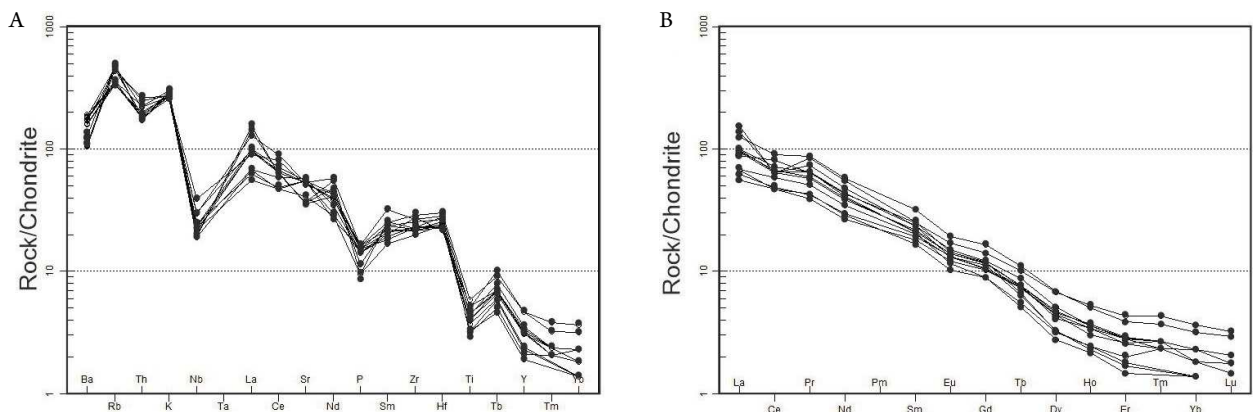 A
Rock/Chondrite
1000
100
10
1
Ba Th Nb La Sr P Zr Ti Y Yb
Rb K Ta Ce Nd Sm Hf Tb Tm
B
Rock/Chondrite
1000
100
10
1
La Pr Pm Eu Tb Ho Tm Lu
Ce Nd Sm Gd Dy Er Yb